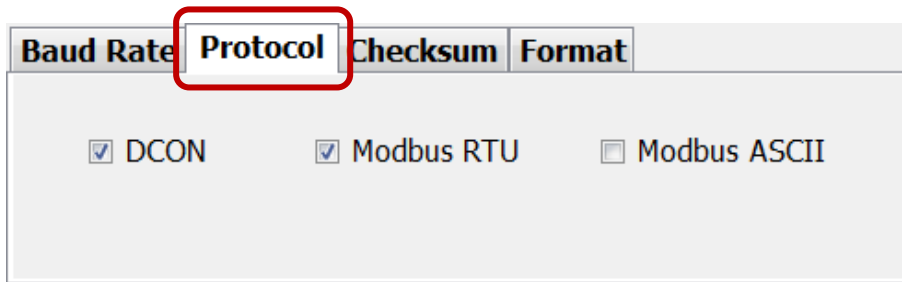 Baud Rate Protocol Checksum Format
DCON Modbus RTU Modbus ASCII